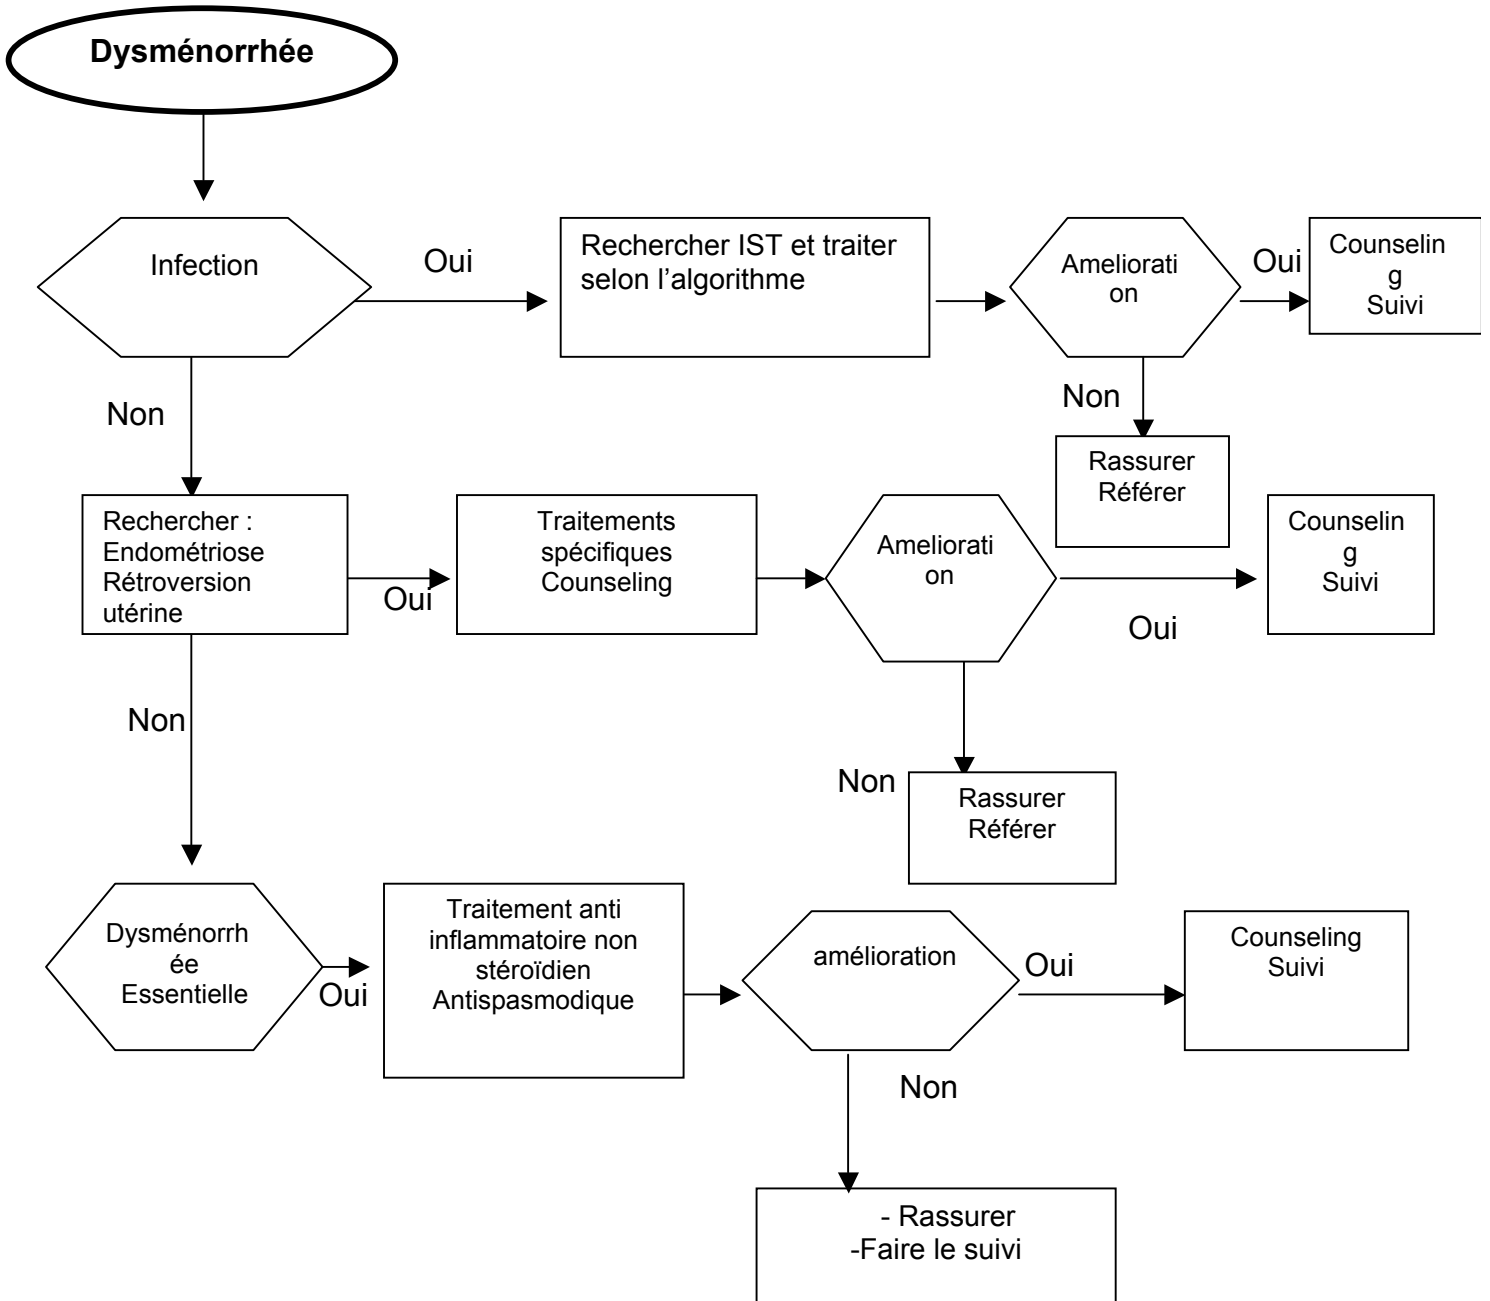 Dysménorrhée
Infection
Oui
Rechercher IST et traiter
selon l’algorithme
Ameliorati
on
Oui
Counselin
g
Suivi
Non
Non
Rassurer
Référer
Rechercher :
Endométriose
Rétroversion
utérine
Oui
Traitements
spécifiques
Counseling
Ameliorati
on
Oui
Counselin
g
Suivi
Non
Non
Rassurer
Référer
Dysménorrh
ée
Essentielle
Oui
Traitement anti
inflammatoire non
stéroïdien
Antispasmodique
amélioration
Oui
Counseling
Suivi
Non
- Rassurer
-Faire le suivi